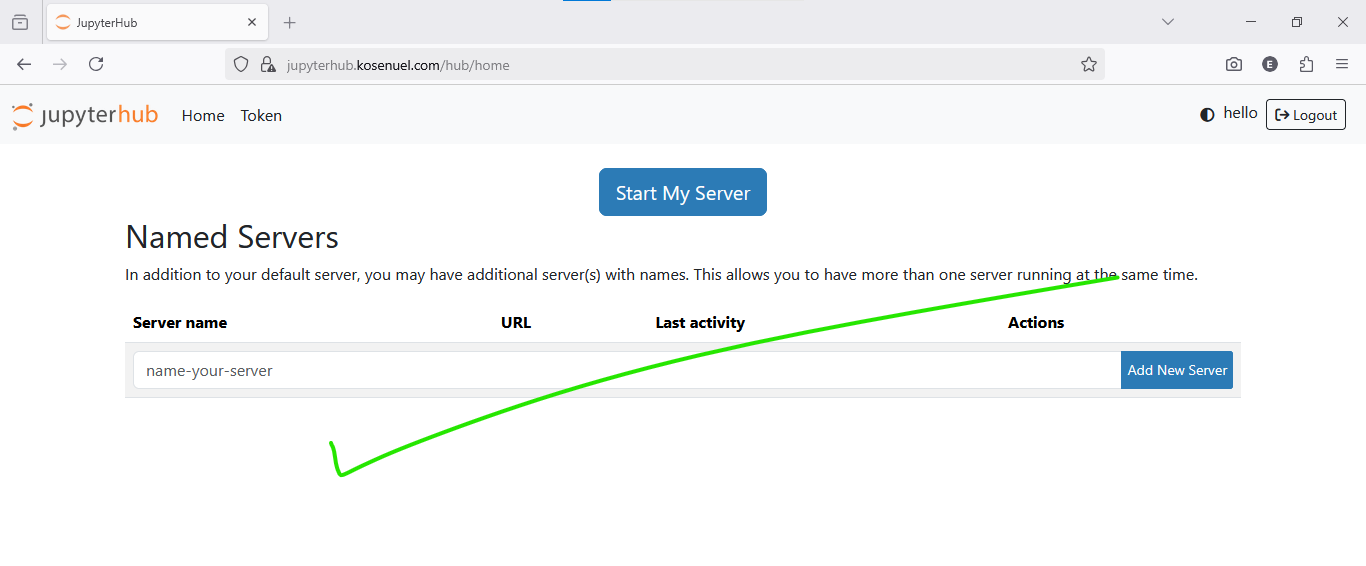 JupyterHub
jupyterhub.kosenuel.com/hub/home
E
jupyterhub Home Token hello Logout
Start My Server
Named Servers
In addition to your default server, you may have additional server(s) with names. This allows you to have more than one server running at the same time.
Server name URL Last activity Actions
name-your-server Add New Server